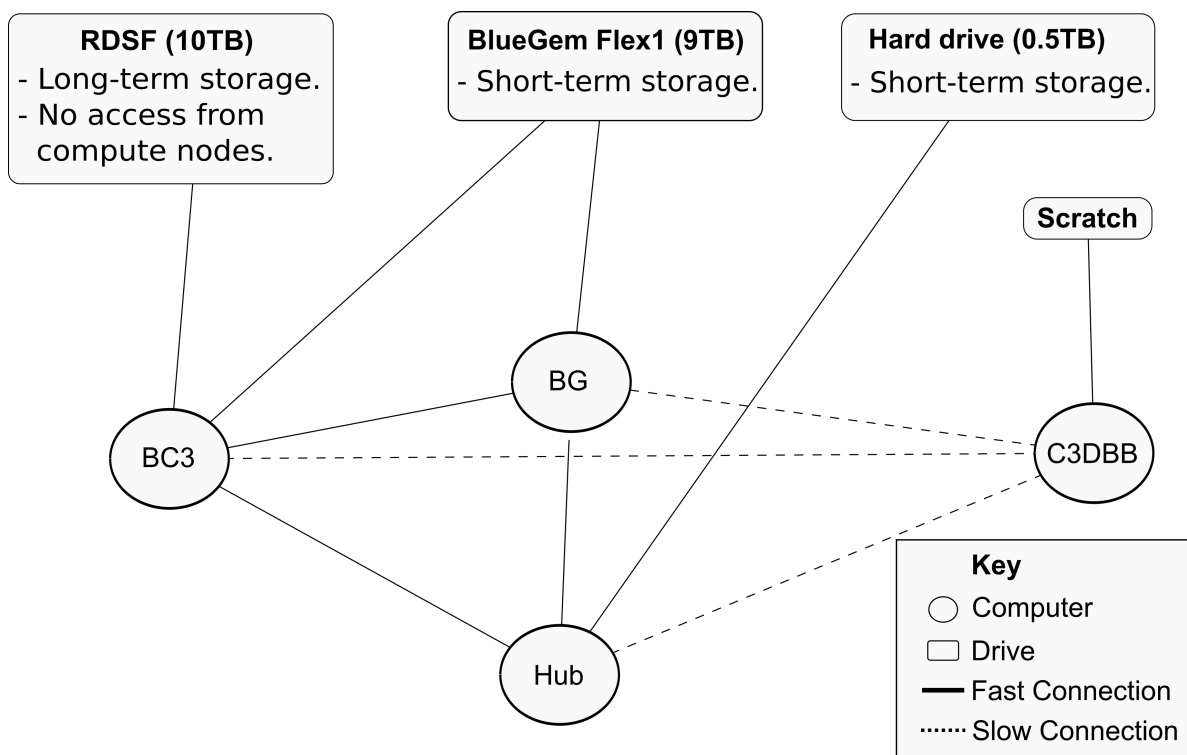 RDSF (10TB)
- Long-term storage.
- No access from
compute nodes.
BlueGem Flex1 (9TB)
- Short-term storage.
Hard drive (0.5TB)
- Short-term storage.
Scratch
BG
BC3
C3DBB
Hub
Key
Computer
Drive
Fast Connection
Slow Connection